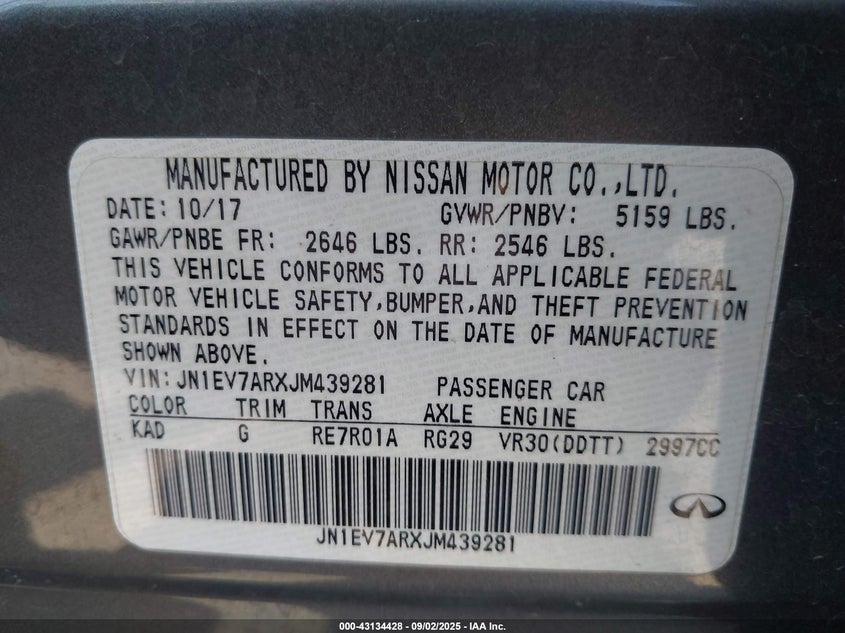 MANUFACTURED BY NISSAN MOTOR CO.,LTD.
DATE: 10/17 GVWR/PNBV: 5159 LBS.
GAWR/PNBE FR: 2646 LBS. RR: 2546 LBS.
THIS VEHICLE CONFORMS TO ALL APPLICABLE FEDERAL
MOTOR VEHICLE SAFETY,BUMPER,AND THEFT PREVENTION
STANDARDS IN EFFECT ON THE DATE OF MANUFACTURE
SHOWN ABOVE.
VIN: JN1EV7ARXJM439281 PASSENGER CAR
COLOR TRIM TRANS AXLE ENGINE
KAD G RE7R01A RG29 VR30(DDTT) 2997CC
JN1EV7ARXJM439281
000-43134428 - 09/02/2025 - IAA Inc.